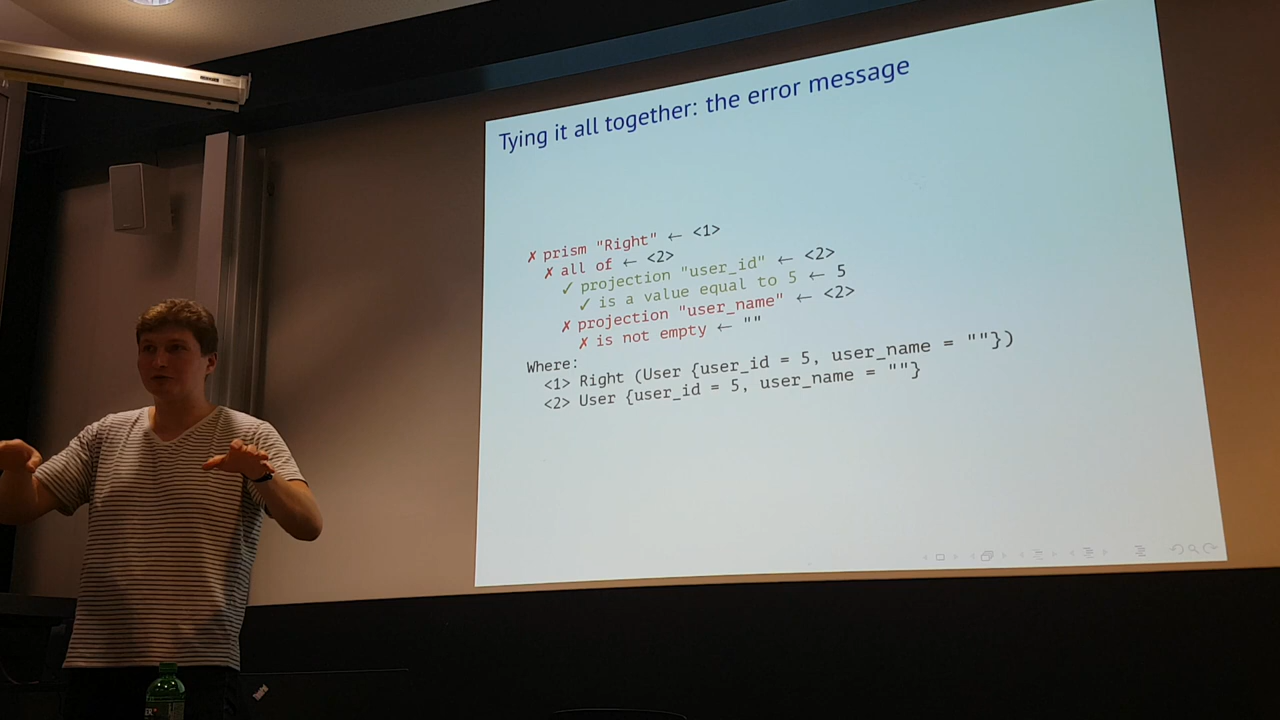 Tying it all together: the error message
✗ prism "Right" ← <1>
✗ all of ← <2>
✓ projection "user_id" ← <2>
✓ is a value equal to 5 ← 5
✗ projection "user_name" ← <2>
✗ is not empty ← ""
Where:
<1> Right (User {user_id = 5, user_name = ""})
<2> User {user_id = 5, user_name = ""}